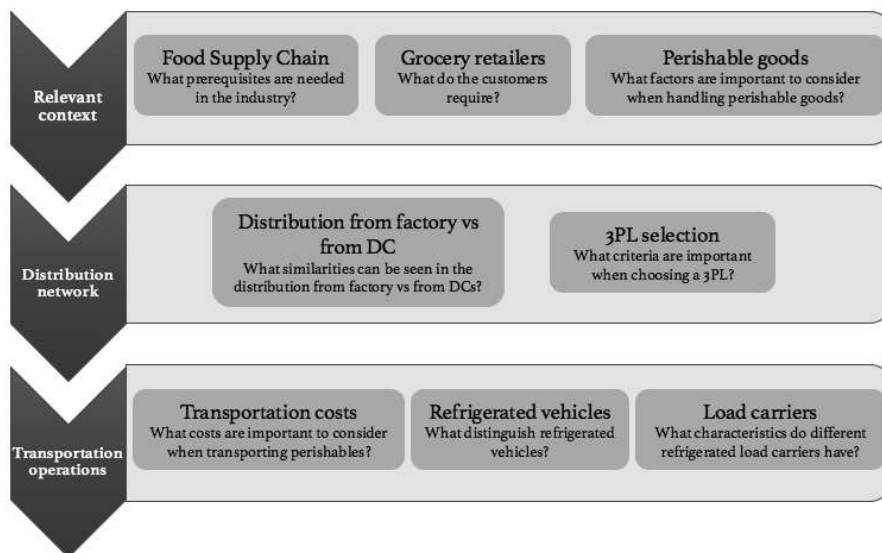 Relevant
context
Food Supply Chain
What prerequisites are needed
in the industry?
Grocery retailers
What do the customers
require?
Perishable goods
What factors are important to consider
when handling perishable goods?
Distribution
network
Distribution from factory vs
from DC
What similarities can be seen in the
distribution from factory vs from DCs?
3PL selection
What criteria are important
when choosing a 3PL?
Transportation
operations
Transportation costs
What costs are important to consider
when transporting perishables?
Refrigerated vehicles
What distinguish refrigerated
vehicles?
Load carriers
What characteristics do different
refrigerated load carriers have?